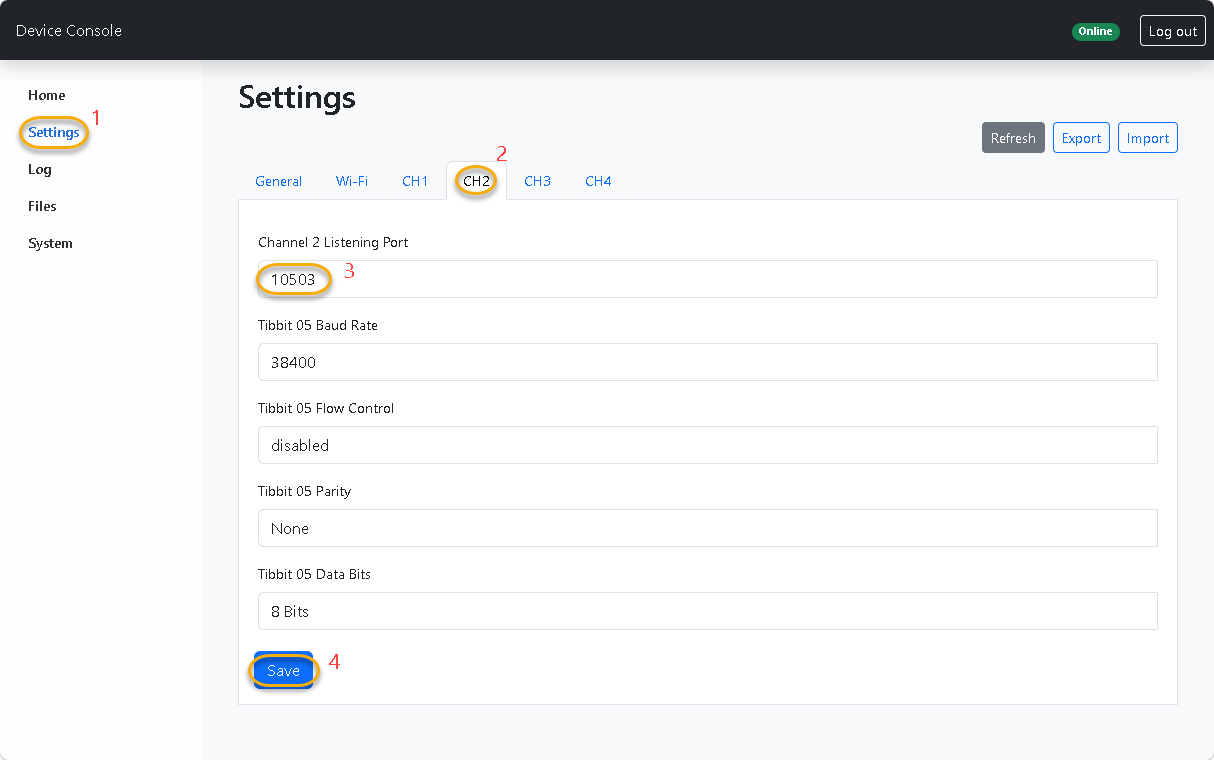 Device Console
Online
Log out
Home
Settings
1
Log
Files
System
Settings
Refresh
Export
Import
2
General
Wi-Fi
CH1
CH2
CH3
CH4
Channel 2 Listening Port
10503
3
Tibbit 05 Baud Rate
38400
Tibbit 05 Flow Control
disabled
Tibbit 05 Parity
None
Tibbit 05 Data Bits
8 Bits
Save
4